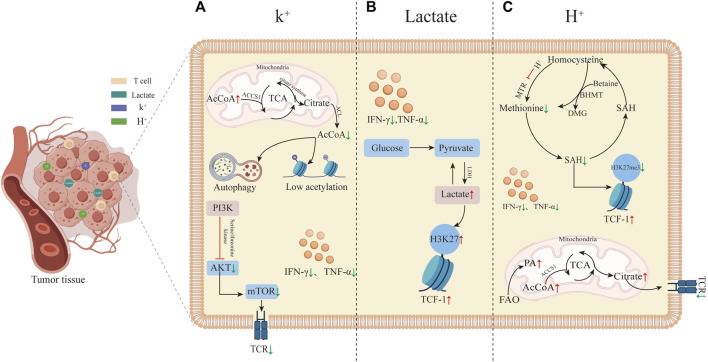 T cell
Lactate
k+
H+
Tumor tissue
A
k+
Mitochondria
AcCoA↑
ACCS1
TCA
Citrate
ACL
AcCoA↓
Autophagy
Low acetylation
PI3K
AKT↓
mTOR↓
TCR↓
IFN-γ↓、 TNF-α↓
B
Lactate
IFN-γ↓,TNF-α↓
Glucose
Pyruvate
LDH
Lactate↑
H3K27↑
TCF-1↑
C
H+
Homocysteine
H+
MTR
Betaine
BHMT
DMG
Methionine↓
SAH
SAH↓
H3K27me3↓
IFN-γ↓、 TNF-α↓
TCF-1↑
Mitochondria
PA↑
ACCS1
TCA
Citrate↑
AcCoA↑
FAO
TCR↓